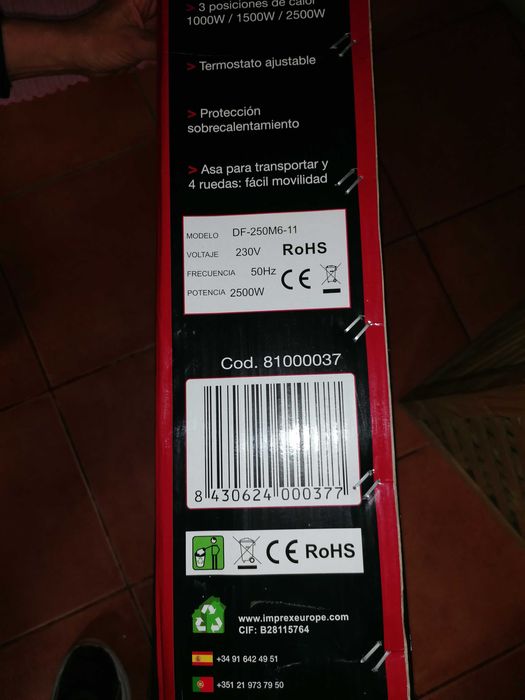 > 3 posiciones de calor
1000W / 1500W / 2500W
> Termostato ajustable
> Protección
sobrecalentamiento
> Asa para transportar y
4 ruedas: fácil movilidad
MODELO DF-250M6-11
VOLTAJE 230V RoHS
FRECUENCIA 50Hz CE
POTENCIA 2500W
Cod. 81000037
8 430624 000377
CE RoHS
www.imprexeurope.com
CIF: B28115764
+34 91 642 49 51
+351 21 973 79 50